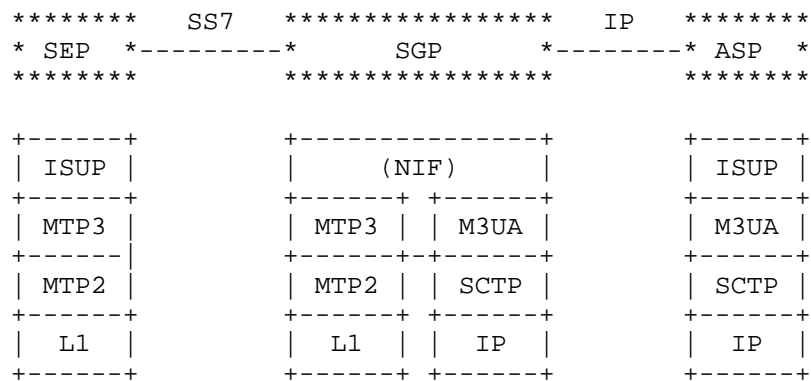 ********    SS7   *****************    IP    ********
* SEP  *---------*       SGP       *--------* ASP  *
********          *****************          ********
+------+          +---------------+          +------+
| ISUP |          |     (NIF)     |          | ISUP |
+------+          +------+ +------+          +------+
| MTP3 |          | MTP3 | | M3UA |          | M3UA |
+------|          +------+-+------+          +------+
| MTP2 |          | MTP2 | | SCTP |          | SCTP |
+------+          +------+ +------+          +------+
|  L1  |          |  L1  | |  IP  |          |  IP  |
+------+          +------+ +------+          +------+